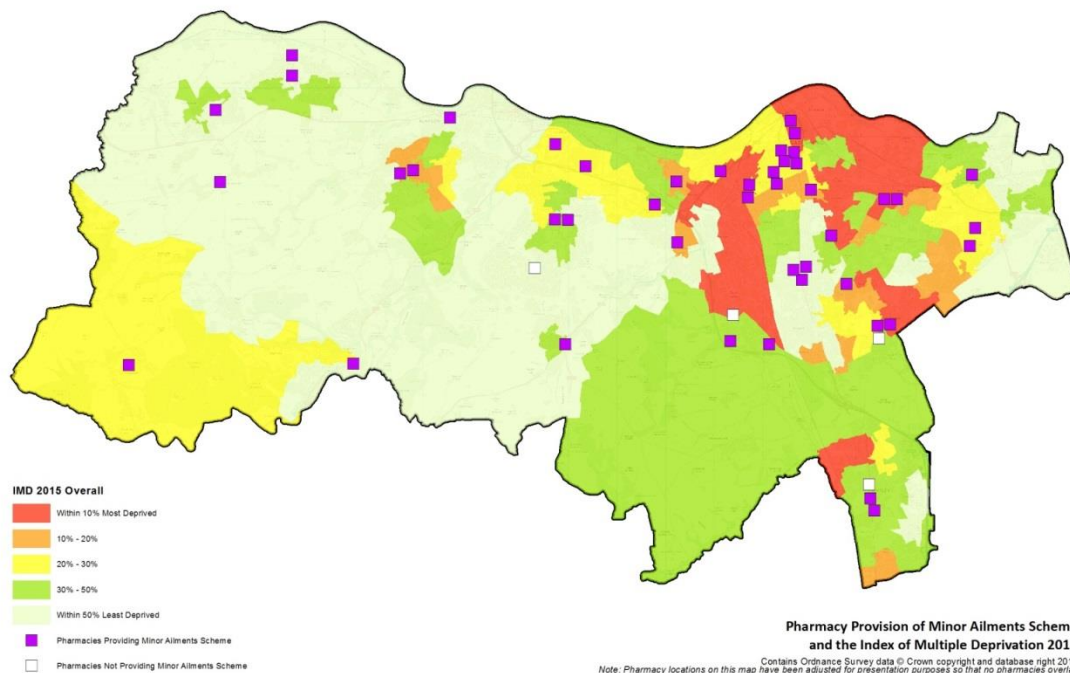 IMD 2015 Overall
Within 10% Most Deprived
10% - 20%
20% - 30%
30% - 50%
Within 50% Least Deprived
Pharmacies Providing Minor Ailments Scheme
Pharmacies Not Providing Minor Ailments Scheme
Pharmacy Provision of Minor Ailments Schem
and the Index of Multiple Deprivation 201
Contains Ordnance Survey data © Crown copyright and database right 201
Note: Pharmacy locations on this map have been adjusted for presentation purposes so that no pharmacies overla